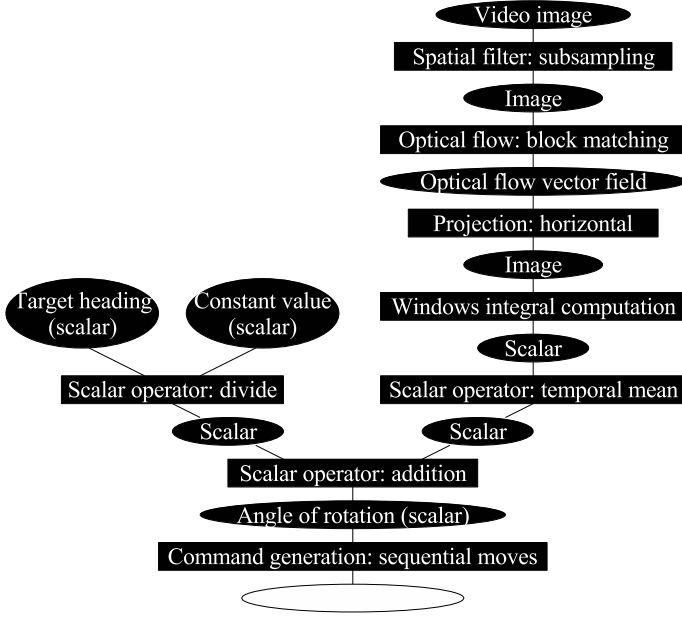 Video image
Spatial filter: subsampling
Image
Optical flow: block matching
Optical flow vector field
Projection: horizontal
Image
Windows integral computation
Scalar
Scalar operator: temporal mean
Scalar
Target heading
(scalar)
Constant value
(scalar)
Scalar operator: divide
Scalar
Scalar operator: addition
Angle of rotation (scalar)
Command generation: sequential moves